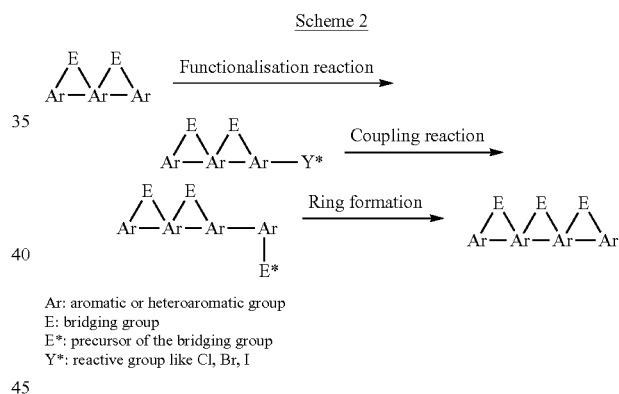 Scheme 2
E E
Ar Ar Ar
Functionalisation reaction
35
E E
Ar Ar Ar Y*
Coupling reaction
E E
Ar Ar Ar Ar
E*
Ring formation
E E E
Ar Ar Ar Ar
40
Ar: aromatic or heteroaromatic group
E: bridging group
E*: precursor of the bridging group
Y*: reactive group like Cl, Br, I
45